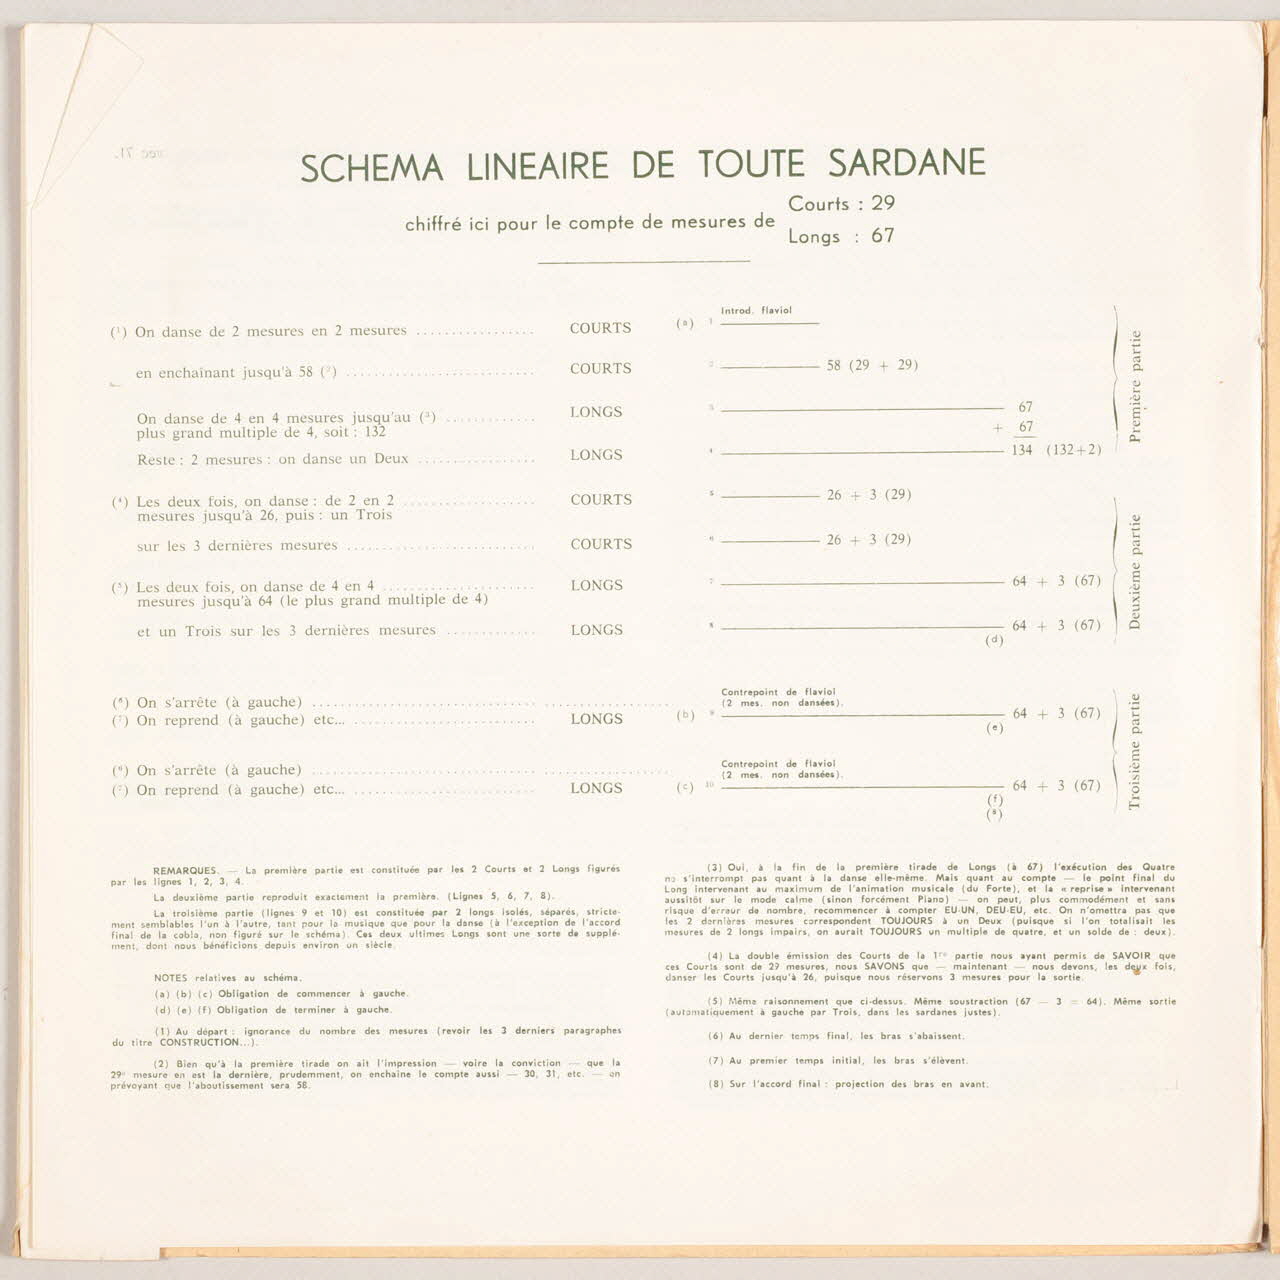 SCHEMA LINEAIRE DE TOUTE SARDANE
chiffré ici pour le compte de mesures de
Courts : 29
Longs : 67
(1) On danse de 2 mesures en 2 mesures ................. COURTS (a) 1 Introd. flaviol
en enchaînant jusqu'à 58 (2) .......................... COURTS 2 58 (29 + 29)
On danse de 4 en 4 mesures jusqu'au (3) ............ LONGS 3 67
plus grand multiple de 4, soit : 132
+ 67
Reste : 2 mesures : on danse un Deux ................ LONGS 4 134 (132+2)
Première partie
(4) Les deux fois, on danse : de 2 en 2 .................. COURTS 5 26 + 3 (29)
mesures jusqu'à 26, puis : un Trois
sur les 3 dernières mesures .......................... COURTS 6 26 + 3 (29)
(5) Les deux fois, on danse de 4 en 4 ..................... LONGS 7 64 + 3 (67)
mesures jusqu'à 64 (le plus grand multiple de 4)
et un Trois sur les 3 dernières mesures ............ LONGS 8 64 + 3 (67)
(d)
Deuxième partie
Contrepoint de flaviol
(6) On s'arrête (à gauche) ............................... (2 mes. non dansées).
(7) On reprend (à gauche) etc... ......................... LONGS (b) 9 64 + 3 (67)
(e)
Contrepoint de flaviol
(6) On s'arrête (à gauche) ............................... (2 mes. non dansées).
(7) On reprend (à gauche) etc... ......................... LONGS (c) 10 64 + 3 (67)
(f)
(8)
Troisième partie
REMARQUES. — La première partie est constituée par les 2 Courts et 2 Longs figurés
par les lignes 1, 2, 3, 4.
La deuxième partie reproduit exactement la première. (Lignes 5, 6, 7, 8).
La troisième partie (lignes 9 et 10) est constituée par 2 longs isolés, séparés, stricte-
ment semblables l'un à l'autre, tant pour la musique que pour la danse (à l'exception de l'accord
final de la cobla, non figuré sur le schéma). Ces deux ultimes Longs sont une sorte de supplé-
ment, dont nous bénéficions depuis environ un siècle.
NOTES relatives au schéma.
(a) (b) (c) Obligation de commencer à gauche.
(d) (e) (f) Obligation de terminer à gauche.
(1) Au départ : ignorance du nombre des mesures (revoir les 3 derniers paragraphes
du titre CONSTRUCTION...).
(2) Bien qu'à la première tirade on ait l'impression — voire la conviction — que la
29e mesure en est la dernière, prudemment, on enchaîne le compte aussi — 30, 31, etc. — en
prévoyant que l'aboutissement sera 58.
(3) Oui, à la fin de la première tirade de Longs (à 67) l'exécution des Quatre
ne s'interrompt pas quant à la danse elle-même. Mais quant au compte — le point final du
Long intervenant au maximum de l'animation musicale (du Forte), et la « reprise » intervenant
aussitôt sur le mode calme (sinon forcément Piano) — on peut, plus commodément et sans
risque d'erreur de nombre, recommencer à compter EU-UN, DEU-EU, etc. On n'omettra pas que
les 2 dernières mesures correspondent TOUJOURS à un Deux (puisque si l'on totalisait les
mesures de 2 longs impairs, on aurait TOUJOURS un multiple de quatre, et un solde de : deux).
(4) La double émission des Courts de la 1re partie nous ayant permis de SAVOIR que
ces Courts sont de 29 mesures, nous SAVONS que — maintenant — nous devons, les deux fois,
danser les Courts jusqu'à 26, puisque nous réservons 3 mesures pour la sortie.
(5) Même raisonnement que ci-dessus. Même soustraction (67 — 3 = 64). Même sortie
(automatiquement à gauche par Trois, dans les sardanes justes).
(6) Au dernier temps final, les bras s'abaissent.
(7) Au premier temps initial, les bras s'élèvent.
(8) Sur l'accord final : projection des bras en avant.